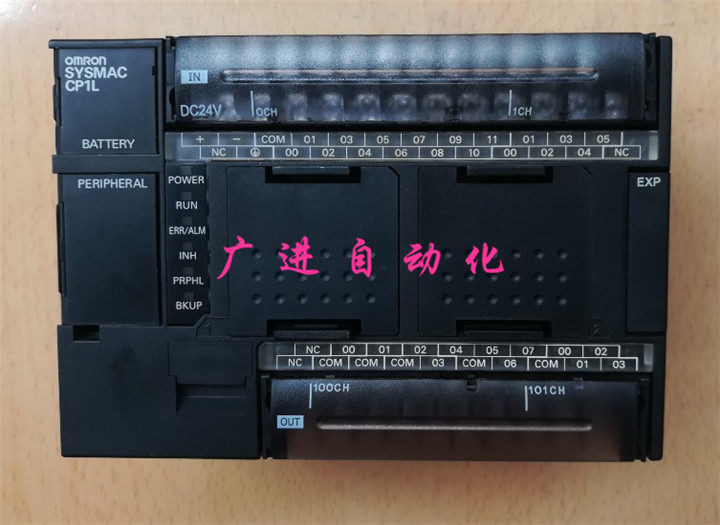 omron
SYSMAC
CP1L
BATTERY
PERIPHERAL
IN
DC24V
0CH
1CH
+ - COM 01 03 05 07 09 11 01 03 05
NC 00 02 04 06 08 10 00 02 04 NC
POWER
RUN
ERR/ALM
INH
PRPHL
BKUP
EXP
广进自动化
NC 00 01 02 04 05 07 00 02
NC COM COM COM 03 COM 06 COM 01 03
100CH
101CH
OUT